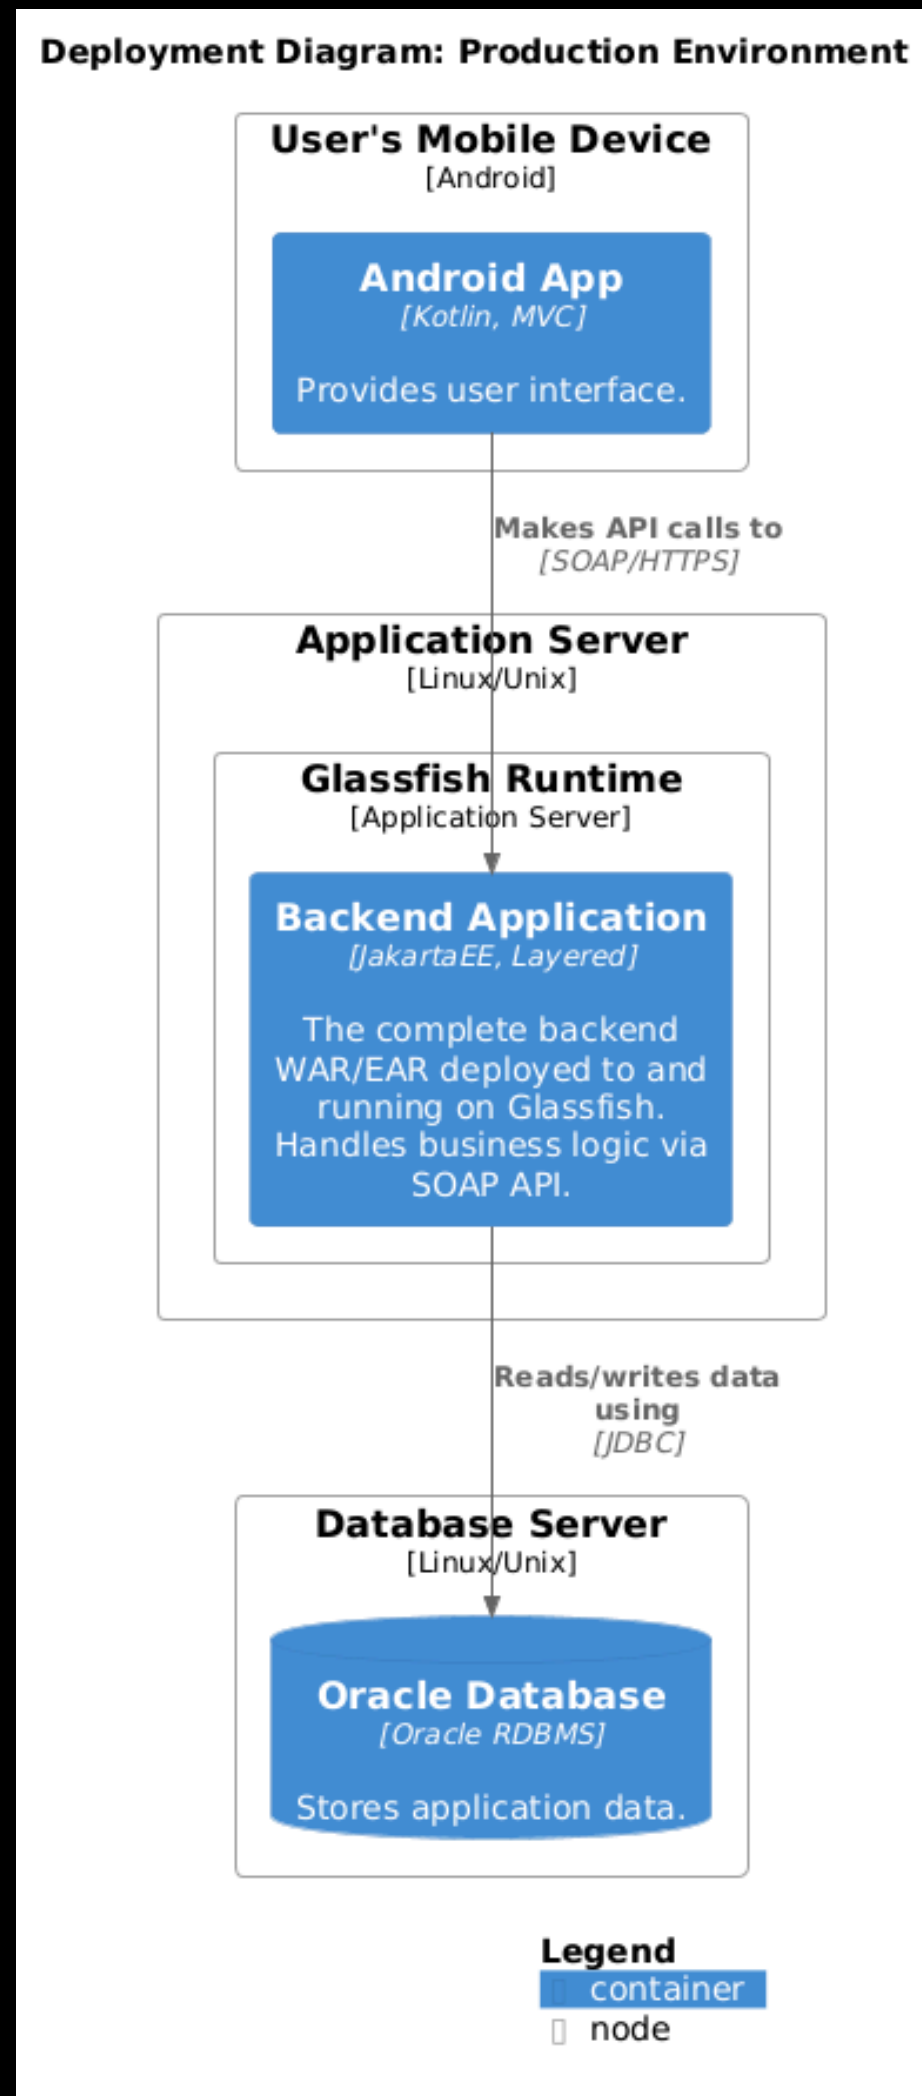 Deployment Diagram: Production Environment
User's Mobile Device
[Android]
Android App
[Kotlin, MVC]
Provides user interface.
Makes API calls to
[SOAP/HTTPS]
Application Server
[Linux/Unix]
Glassfish Runtime
[Application Server]
Backend Application
[JakartaEE, Layered]
The complete backend
WAR/EAR deployed to and
running on Glassfish.
Handles business logic via
SOAP API.
Reads/writes data
using
[JDBC]
Database Server
[Linux/Unix]
Oracle Database
[Oracle RDBMS]
Stores application data.
Legend
container
node